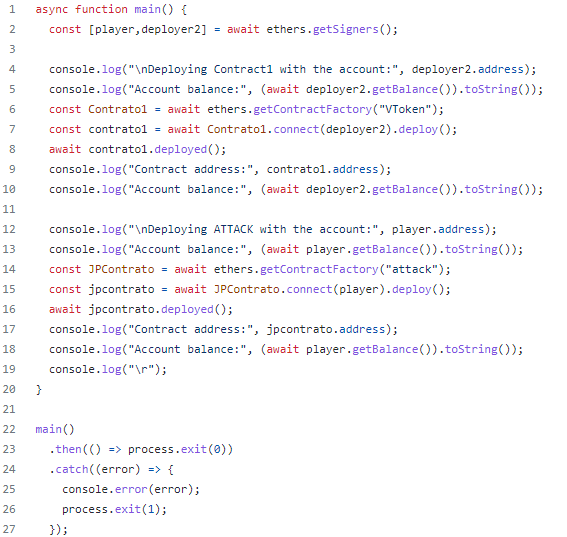 1 async function main() {
2 const [player,deployer2] = await ethers.getSigners();
3
4 console.log("\nDeploying Contract1 with the account:", deployer2.address);
5 console.log("Account balance:", (await deployer2.getBalance()).toString());
6 const Contrato1 = await ethers.getContractFactory("VToken");
7 const contrato1 = await Contrato1.connect(deployer2).deploy();
8 await contrato1.deployed();
9 console.log("Contract address:", contrato1.address);
10 console.log("Account balance:", (await deployer2.getBalance()).toString());
11
12 console.log("\nDeploying ATTACK with the account:", player.address);
13 console.log("Account balance:", (await player.getBalance()).toString());
14 const JPContrato = await ethers.getContractFactory("attack");
15 const jpcontrato = await JPContrato.connect(player).deploy();
16 await jpcontrato.deployed();
17 console.log("Contract address:", jpcontrato.address);
18 console.log("Account balance:", (await player.getBalance()).toString());
19 console.log("\r");
20 }
21
22 main()
23 .then(() => process.exit(0))
24 .catch((error) => {
25 console.error(error);
26 process.exit(1);
27 });